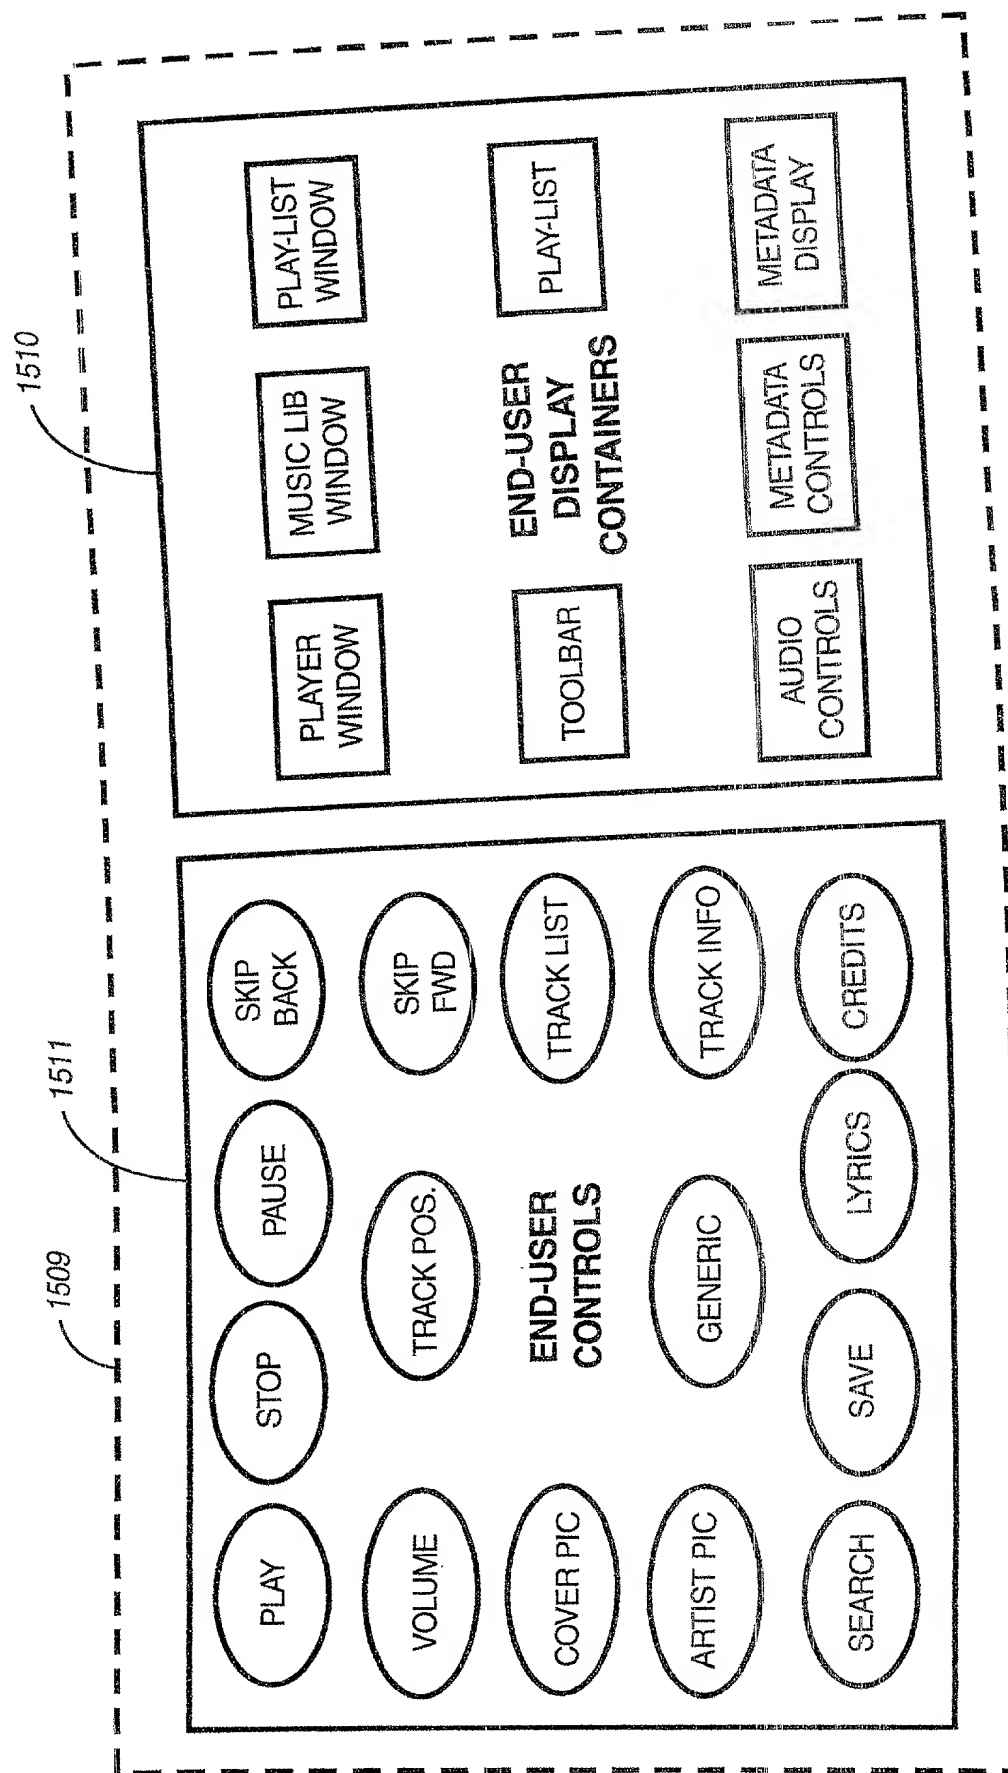 1509
1511
1510
PLAY
STOP
PAUSE
SKIP
BACK
VOLUME
TRACK POS.
SKIP
FWD
COVER PIC
END-USER
CONTROLS
TRACK LIST
ARTIST PIC
GENERIC
TRACK INFO
SEARCH
SAVE
LYRICS
CREDITS
PLAYER
WINDOW
MUSIC LIB
WINDOW
PLAY-LIST
WINDOW
TOOLBAR
END-USER
DISPLAY
CONTAINERS
PLAY-LIST
AUDIO
CONTROLS
METADATA
CONTROLS
METADATA
DISPLAY